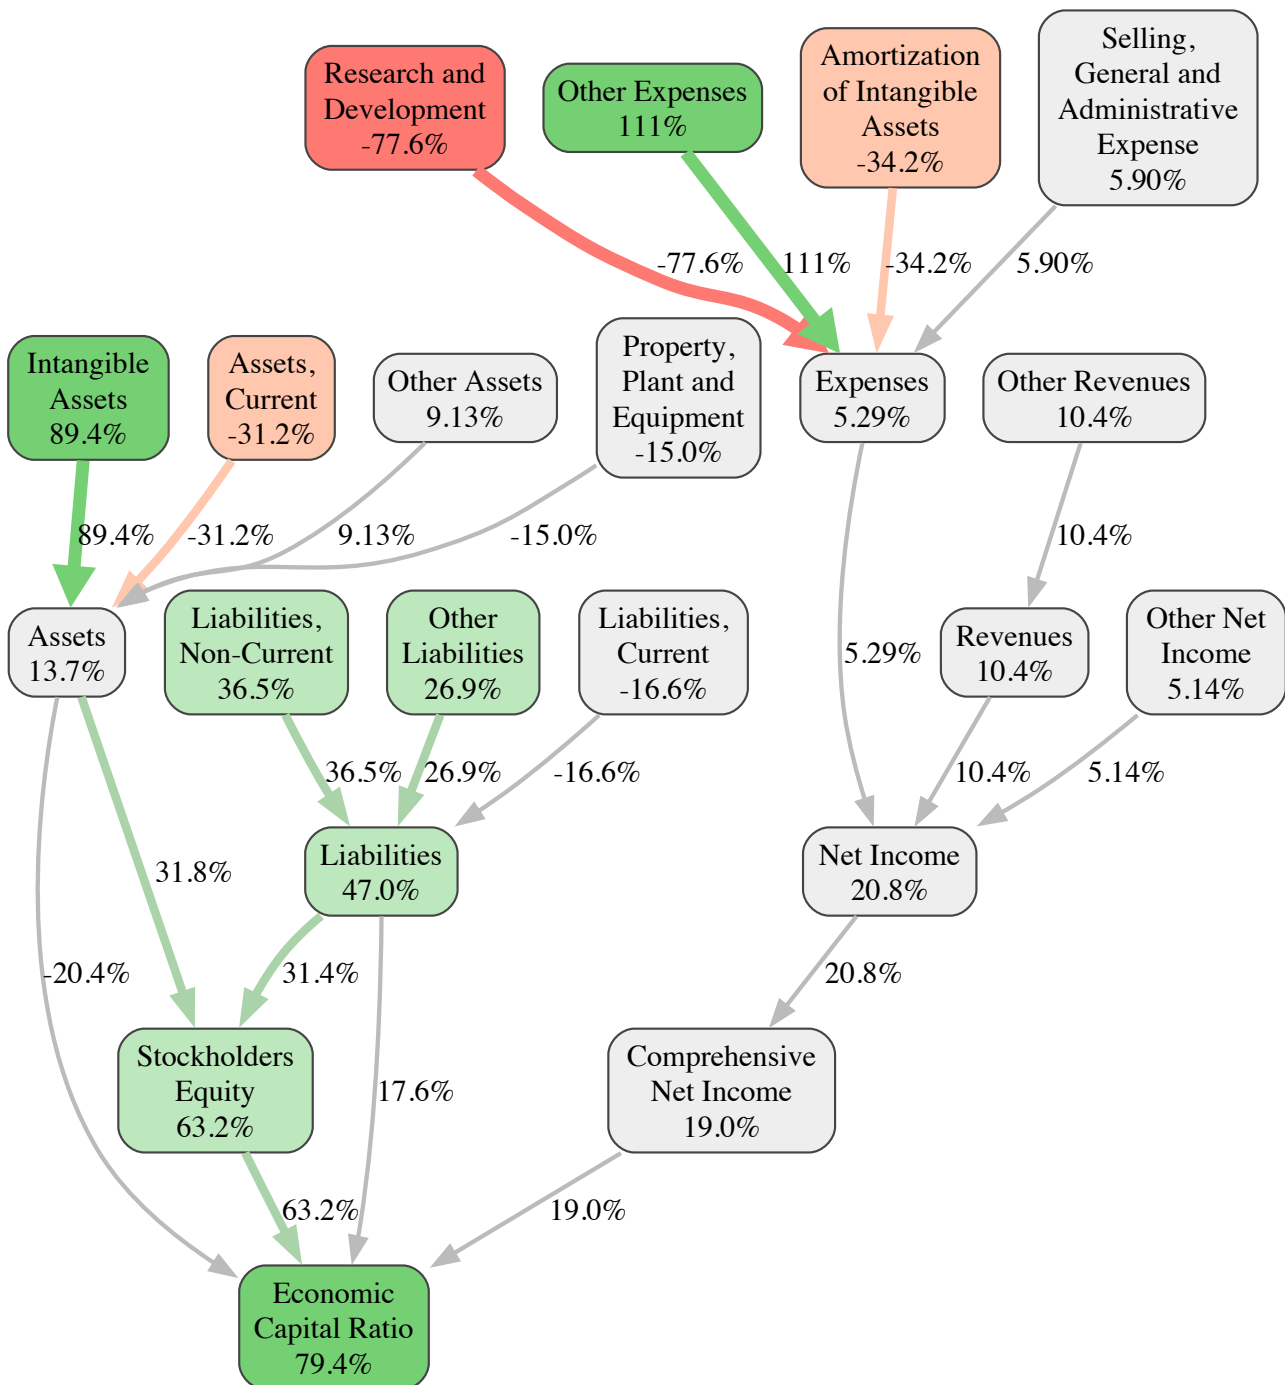 Research and
Development
-77.6%
Other Expenses
111%
Amortization
of Intangible
Assets
-34.2%
Selling,
General and
Administrative
Expense
5.90%
-77.6%
111%
-34.2%
5.90%
Intangible
Assets
89.4%
Assets,
Current
-31.2%
Other Assets
9.13%
Property,
Plant and
Equipment
-15.0%
Expenses
5.29%
Other Revenues
10.4%
89.4%
-31.2%
9.13%
-15.0%
10.4%
Assets
13.7%
Liabilities,
Non-Current
36.5%
Other
Liabilities
26.9%
Liabilities,
Current
-16.6%
5.29%
Revenues
10.4%
Other Net
Income
5.14%
36.5%
26.9%
-16.6%
10.4%
5.14%
31.8%
Liabilities
47.0%
Net Income
20.8%
-20.4%
31.4%
20.8%
Stockholders
Equity
63.2%
17.6%
Comprehensive
Net Income
19.0%
63.2%
19.0%
Economic
Capital Ratio
79.4%